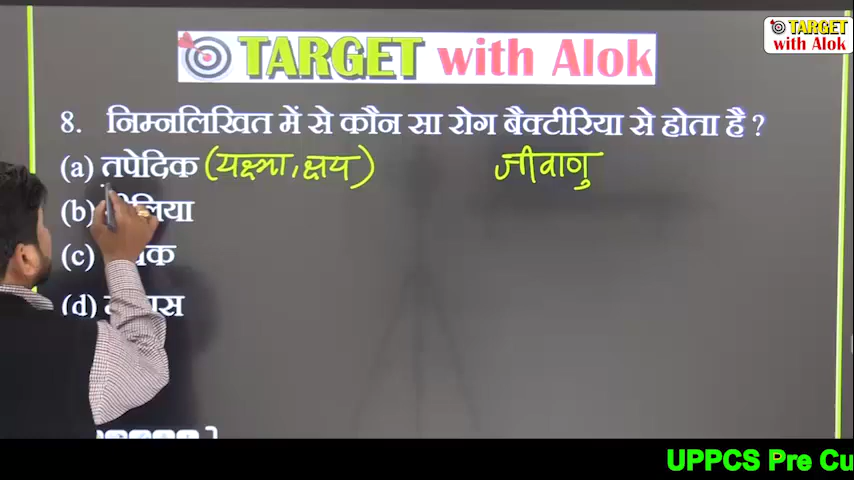 TARGET with Alok
TARGET
with Alok
8. निम्नलिखित में से कौन सा रोग बैक्टीरिया से होता है ?
(a) तपेदिक (यक्ष्मा, क्षय) जीवाणु
(b)
(c)
(d)
UPPCS Pre Cu